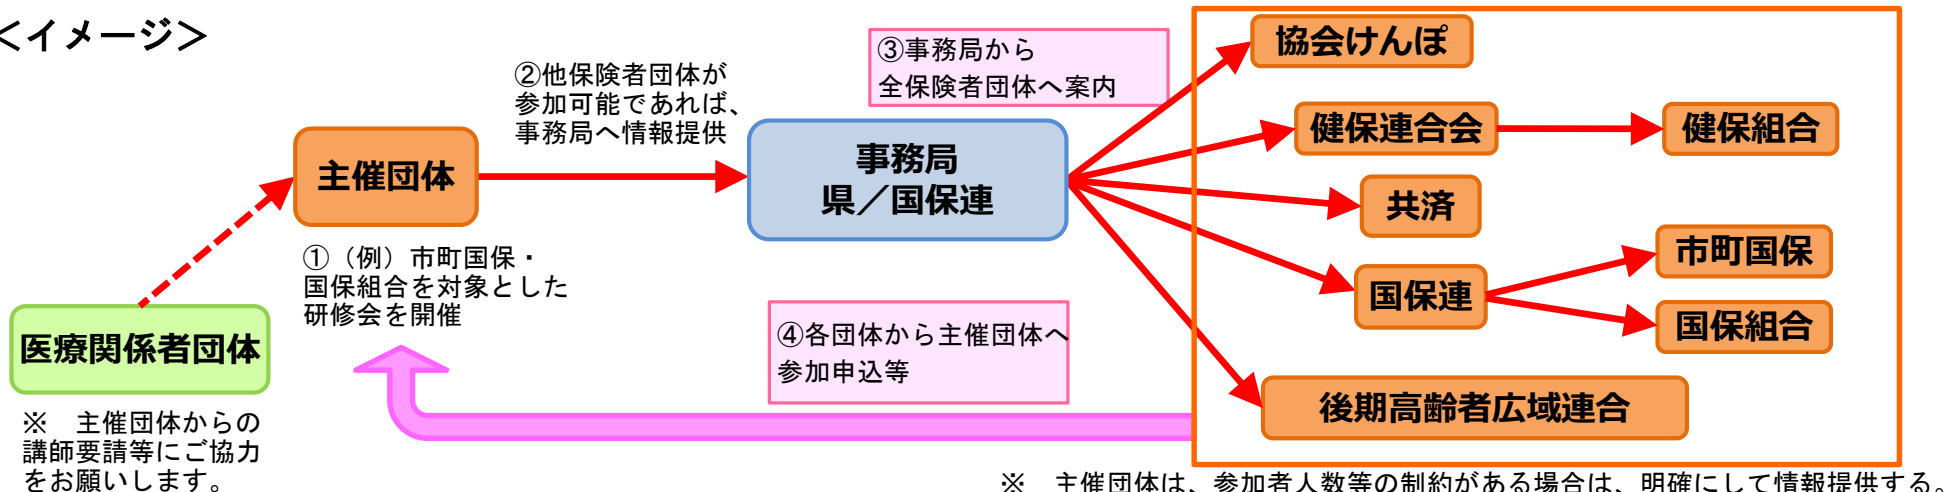 ＜イメージ＞
②他保険者団体が
参加可能であれば、
事務局へ情報提供
③事務局から
全保険者団体へ案内
協会けんぽ
健保連合会
健保組合
主催団体
事務局
県／国保連
共済
市町国保
①（例）市町国保・
国保組合を対象とした
研修会を開催
国保連
国保組合
医療関係者団体
④各団体から主催団体へ
参加申込等
後期高齢者広域連合
※　主催団体からの
講師要請等にご協力
をお願いします。
※　主催団体は、参加者人数等の制約がある場合は、明確にして情報提供する。